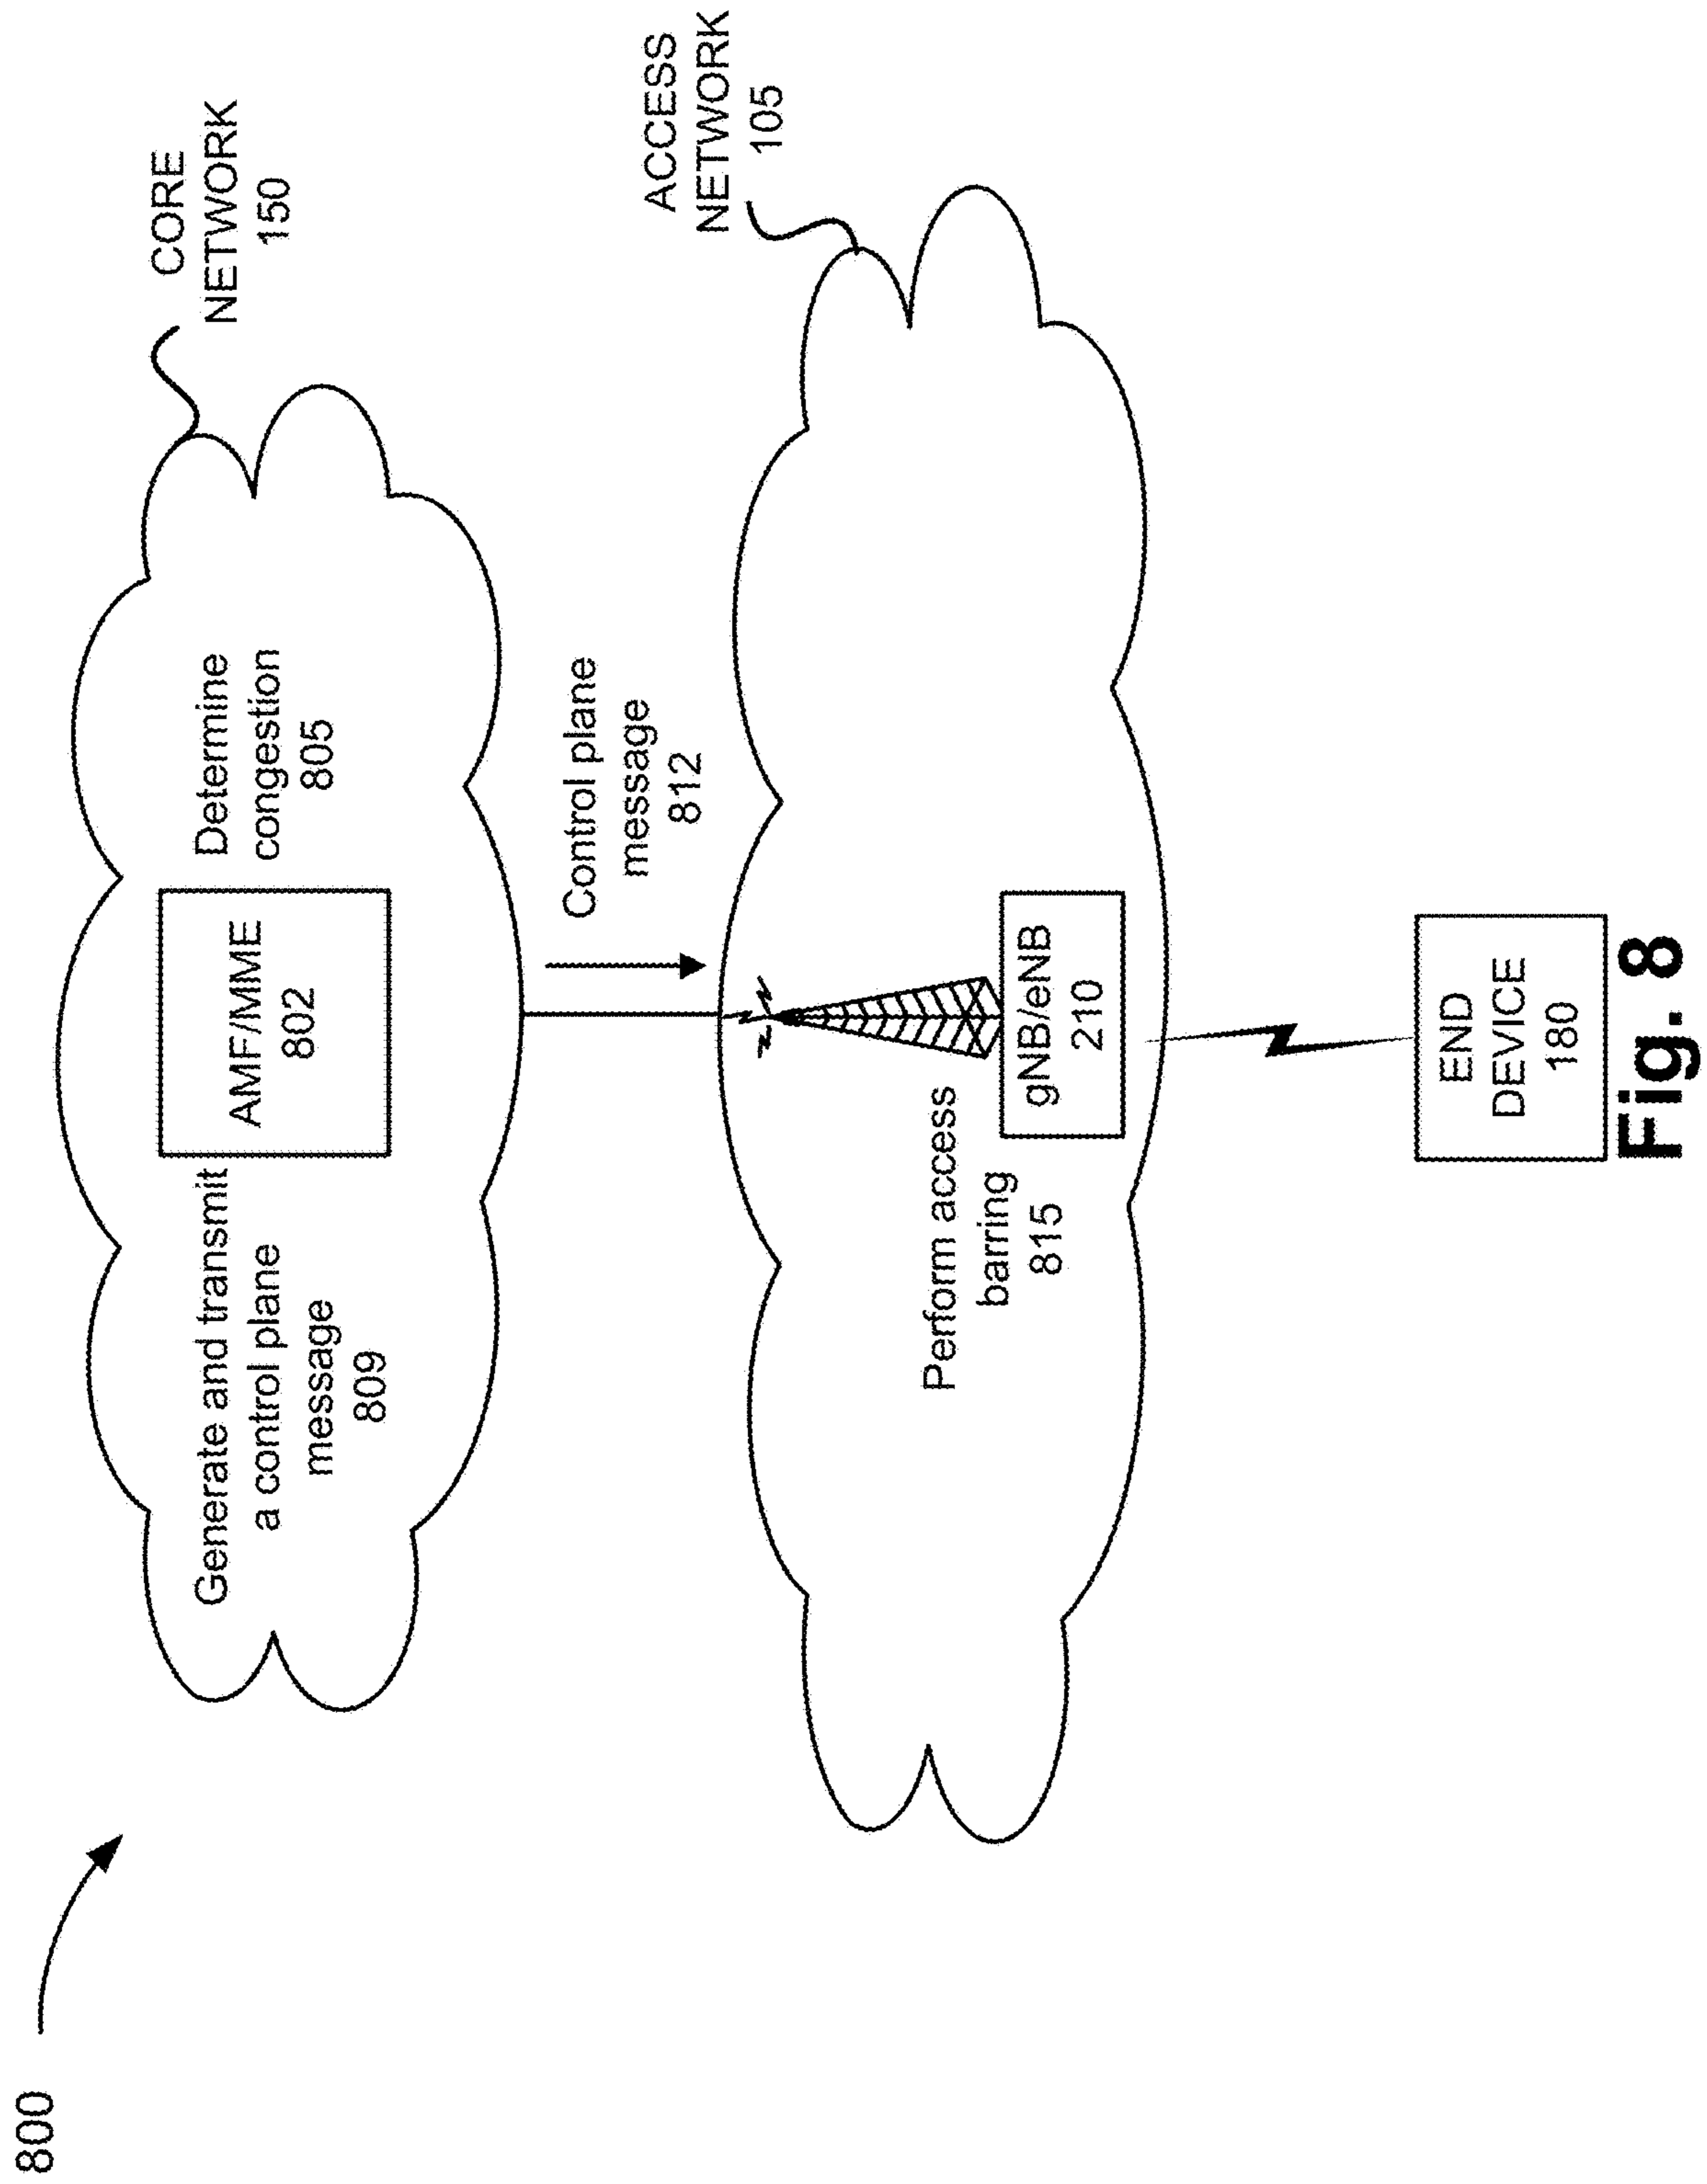 800
CORE
NETWORK
150
Generate and transmit
a control plane
message
809
AMF/MME
802
Determine
congestion
805
Control plane
message
812
ACCESS
NETWORK
105
Perform access
barring
815
gNB/eNB
210
END
DEVICE
180
Fig. 8